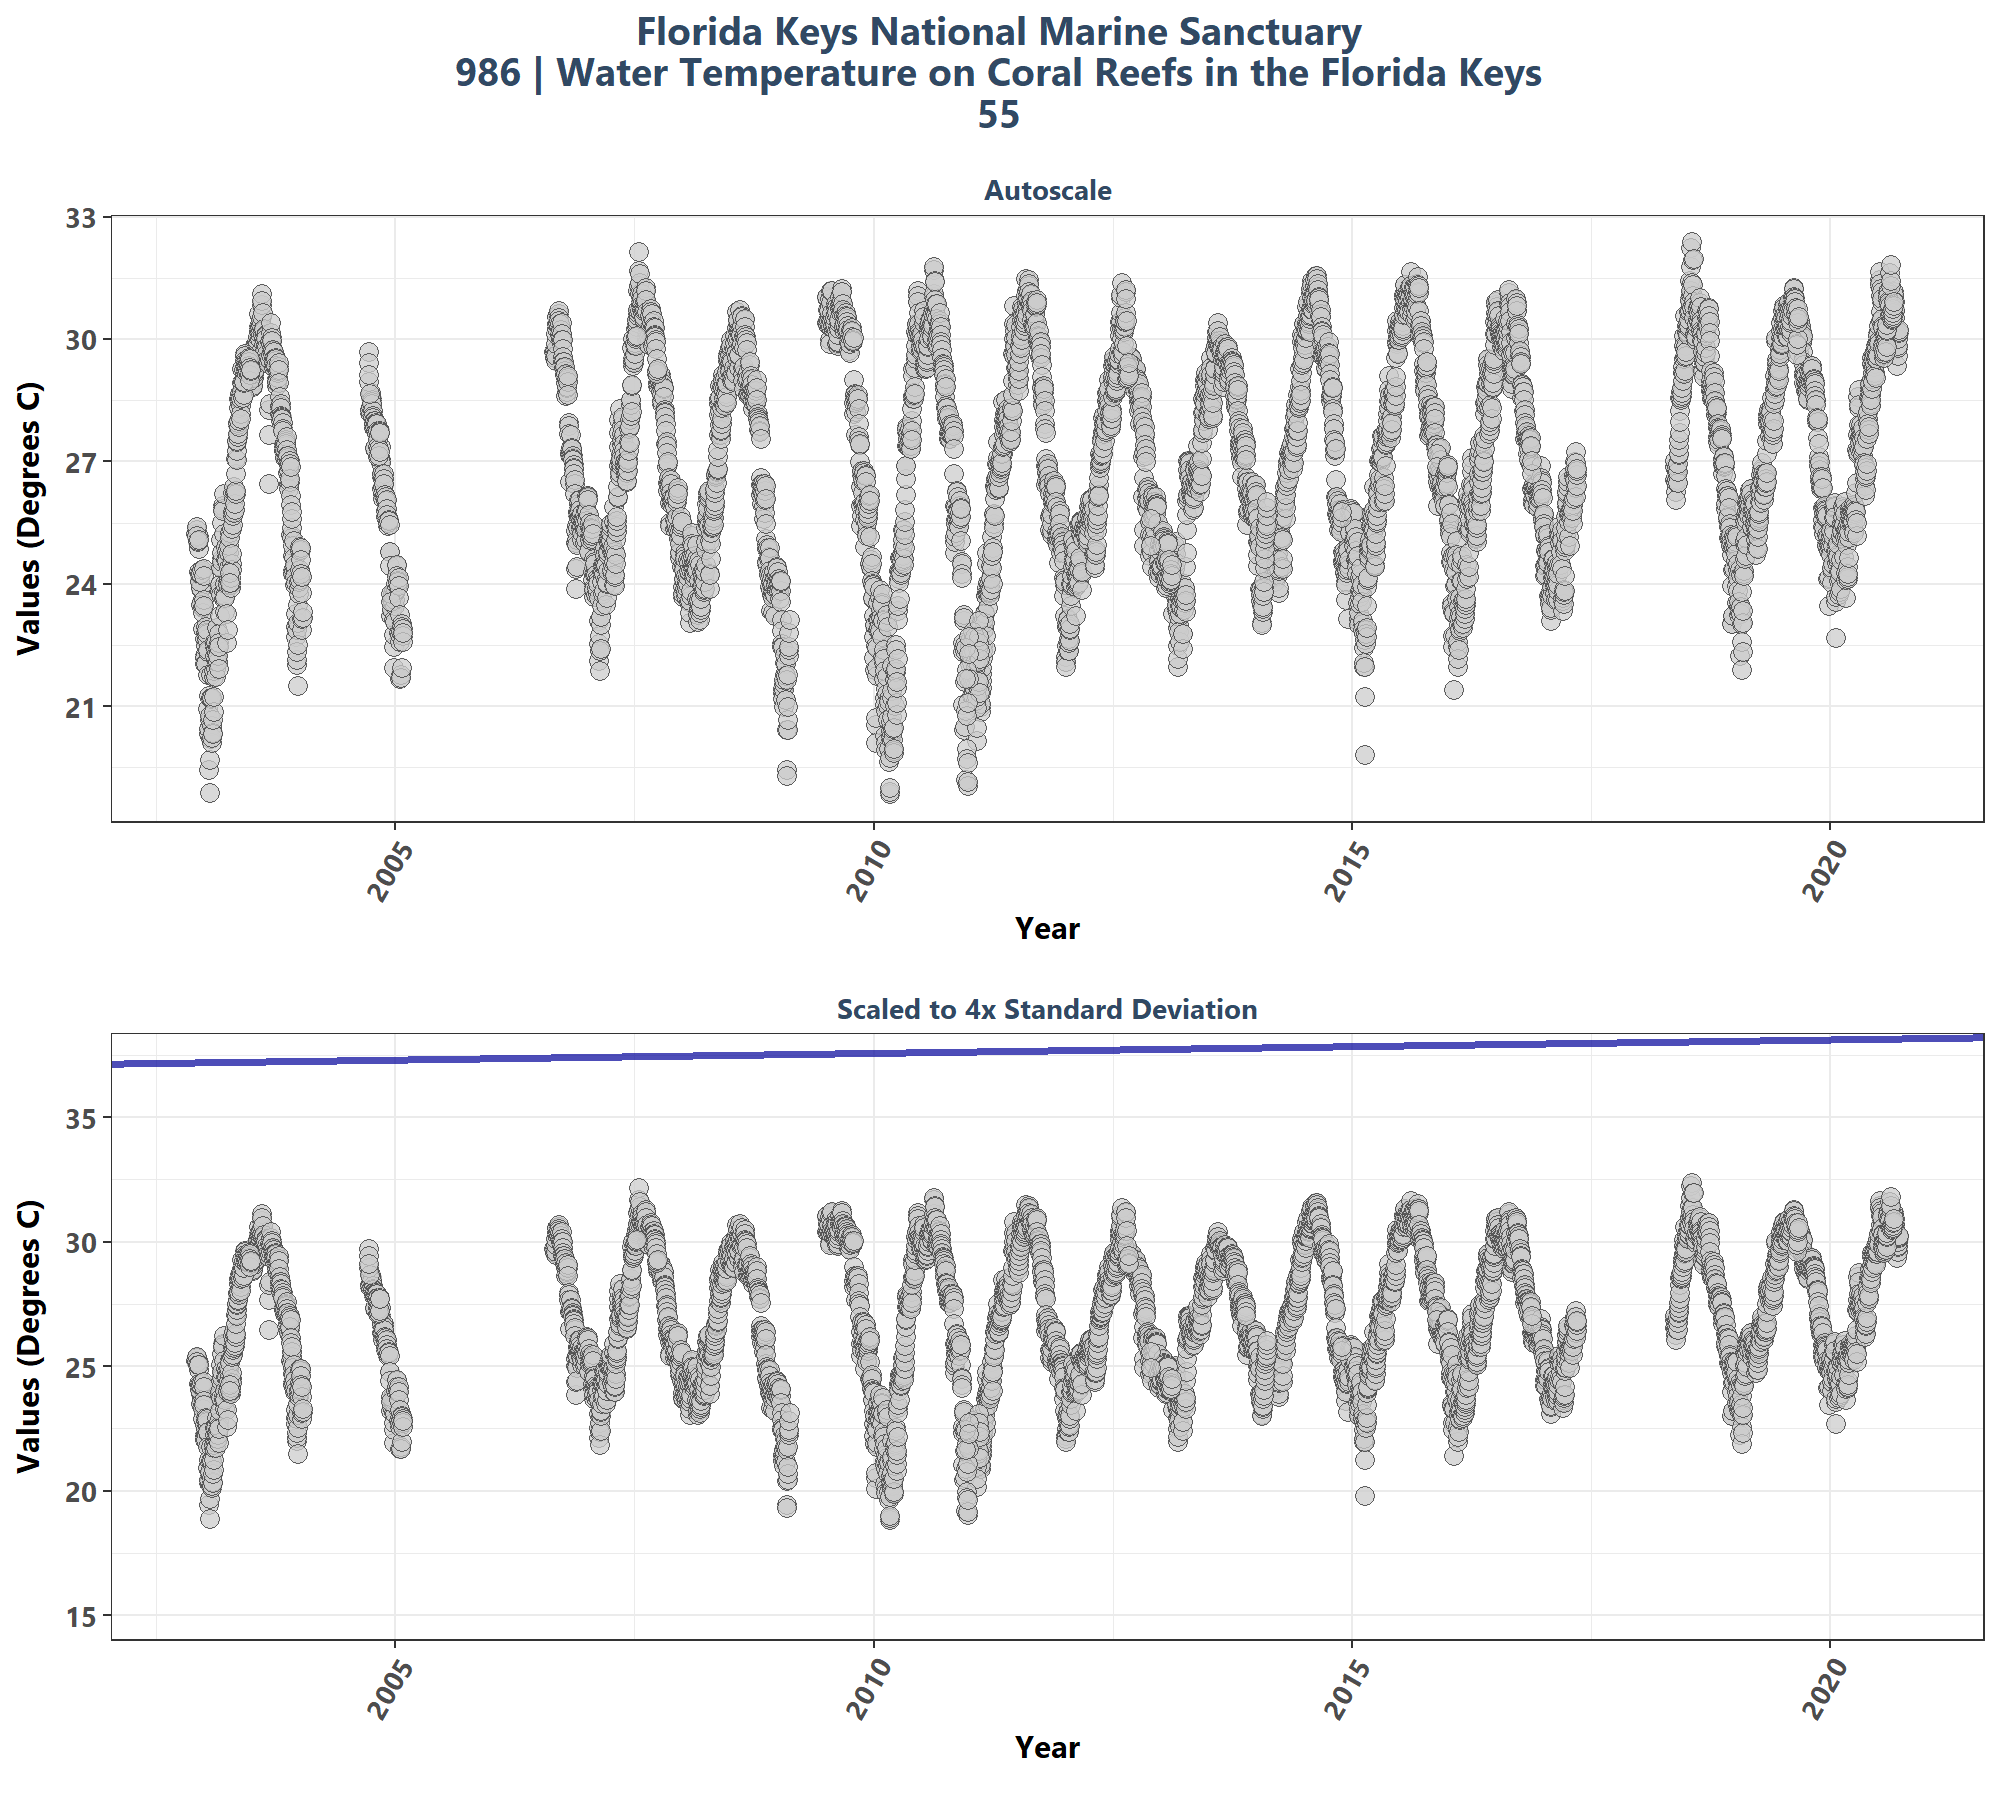 Florida Keys National Marine Sanctuary
986 | Water Temperature on Coral Reefs in the Florida Keys
55
Autoscale
33
30
27
24
21
Values (Degrees C)
2005
2010
2015
2020
Year
Scaled to 4x Standard Deviation
35
30
25
20
15
Values (Degrees C)
2005
2010
2015
2020
Year